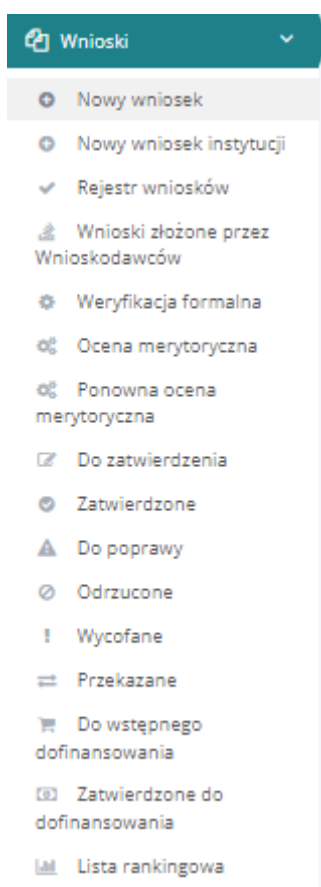 Wnioski
Nowy wniosek
Nowy wniosek instytucji
Rejestr wniosków
Wnioski złożone przez
Wnioskodawców
Weryfikacja formalna
Ocena merytoryczna
Ponowna ocena
merytoryczna
Do zatwierdzenia
Zatwierdzone
Do poprawy
Odrzucone
Wycofane
Przekazane
Do wstępnego
dofinansowania
Zatwierdzone do
dofinansowania
Lista rankingowa